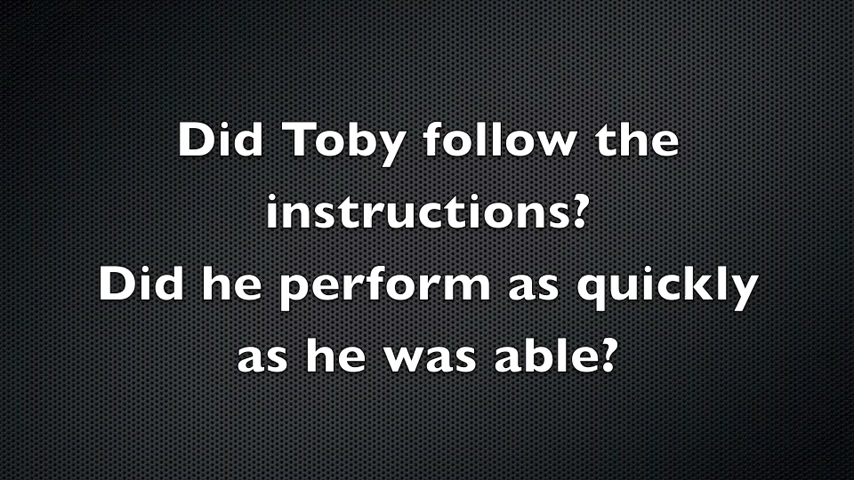 Did Toby follow the
instructions?
Did he perform as quickly
as he was able?